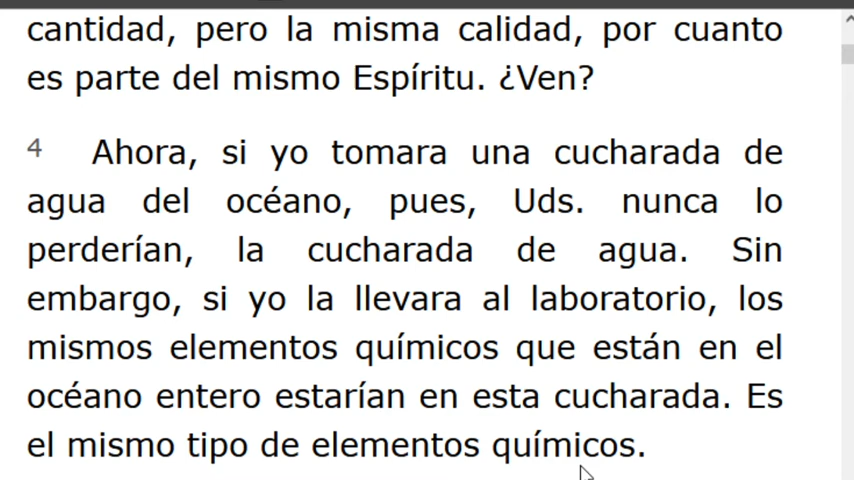 cantidad, pero la misma calidad, por cuanto
es parte del mismo Espíritu. ¿Ven?
4 Ahora, si yo tomara una cucharada de
agua del océano, pues, Uds. nunca lo
perderían, la cucharada de agua. Sin
embargo, si yo la llevara al laboratorio, los
mismos elementos químicos que están en el
océano entero estarían en esta cucharada. Es
el mismo tipo de elementos químicos.